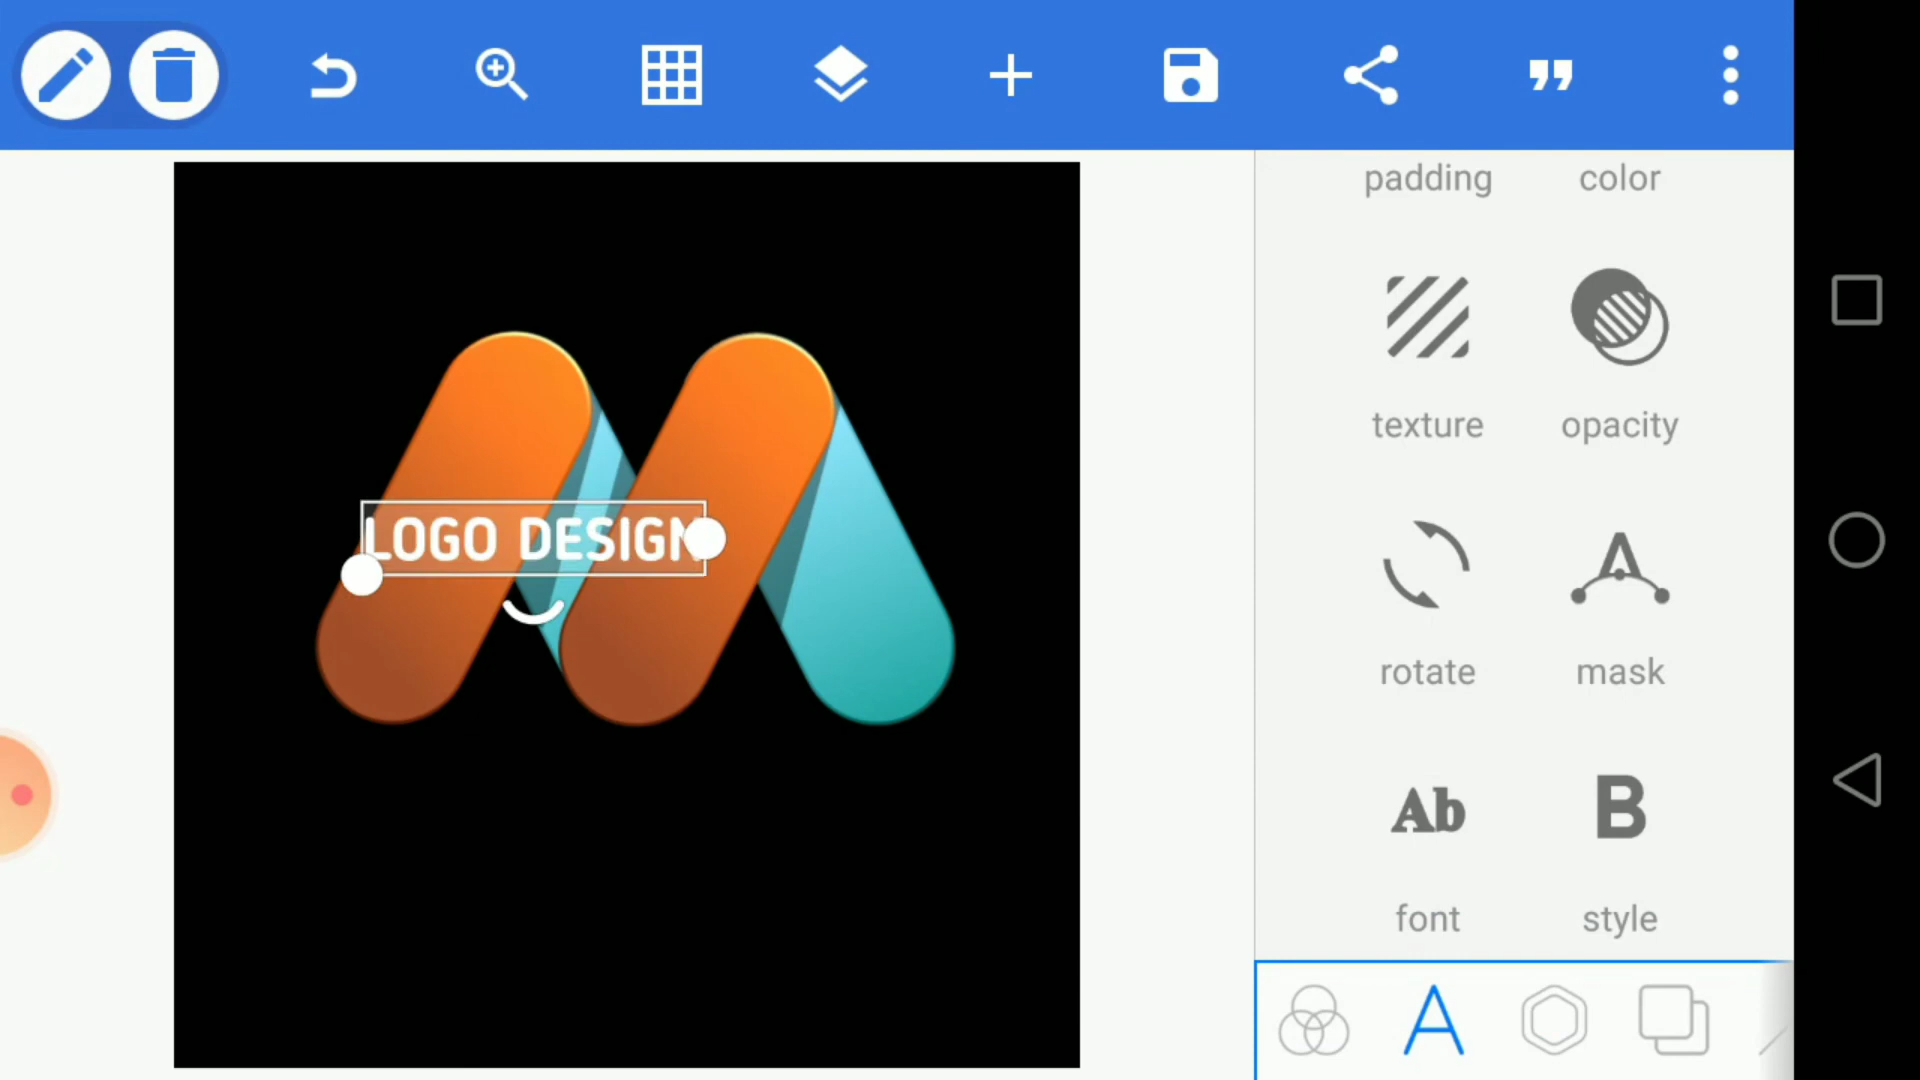 padding color
texture opacity
LOGO DESIGN
rotate mask
Ab B
font style
A